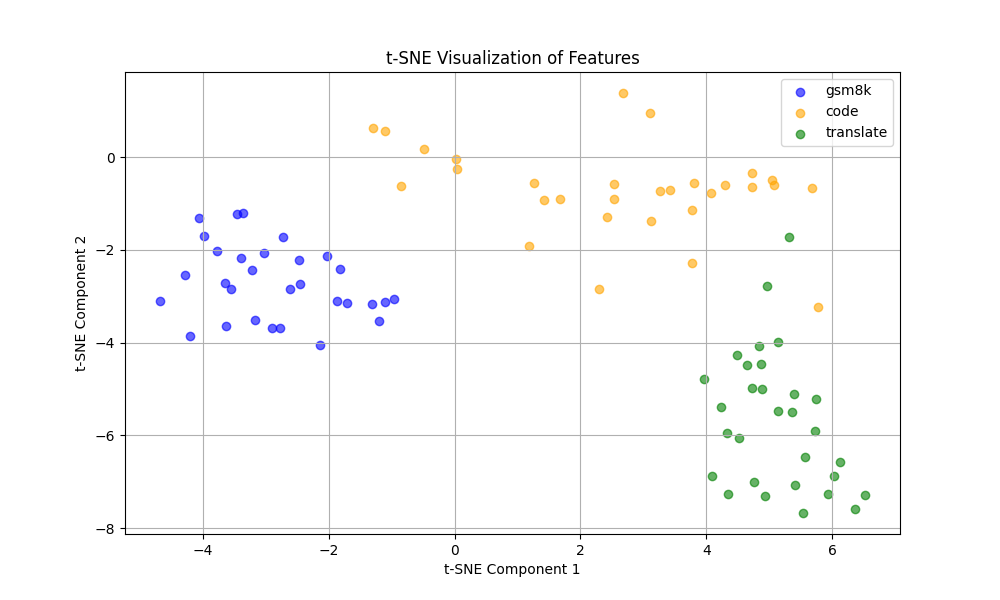 t-SNE Visualization of Features
gsm8k
code
translate
0
−2
−4
−6
−8
t-SNE Component 2
−4
−2
0
2
4
6
t-SNE Component 1